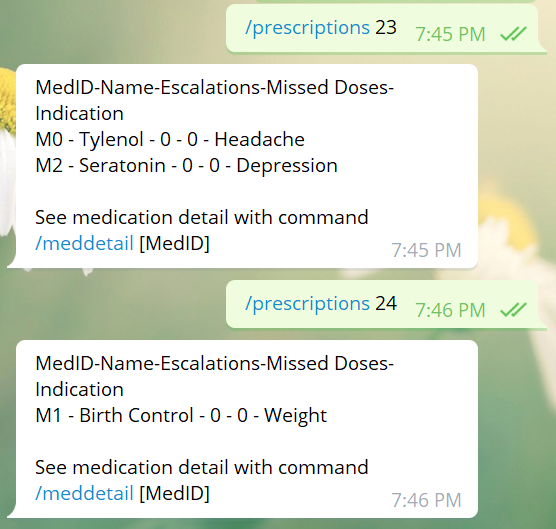 /prescriptions 23 7:45 PM
MedID-Name-Escalations-Missed Doses-
Indication
M0 - Tylenol - 0 - 0 - Headache
M2 - Seratonin - 0 - 0 - Depression
See medication detail with command
/meddetail [MedID] 7:45 PM
/prescriptions 24 7:46 PM
MedID-Name-Escalations-Missed Doses-
Indication
M1 - Birth Control - 0 - 0 - Weight
See medication detail with command
/meddetail [MedID] 7:46 PM